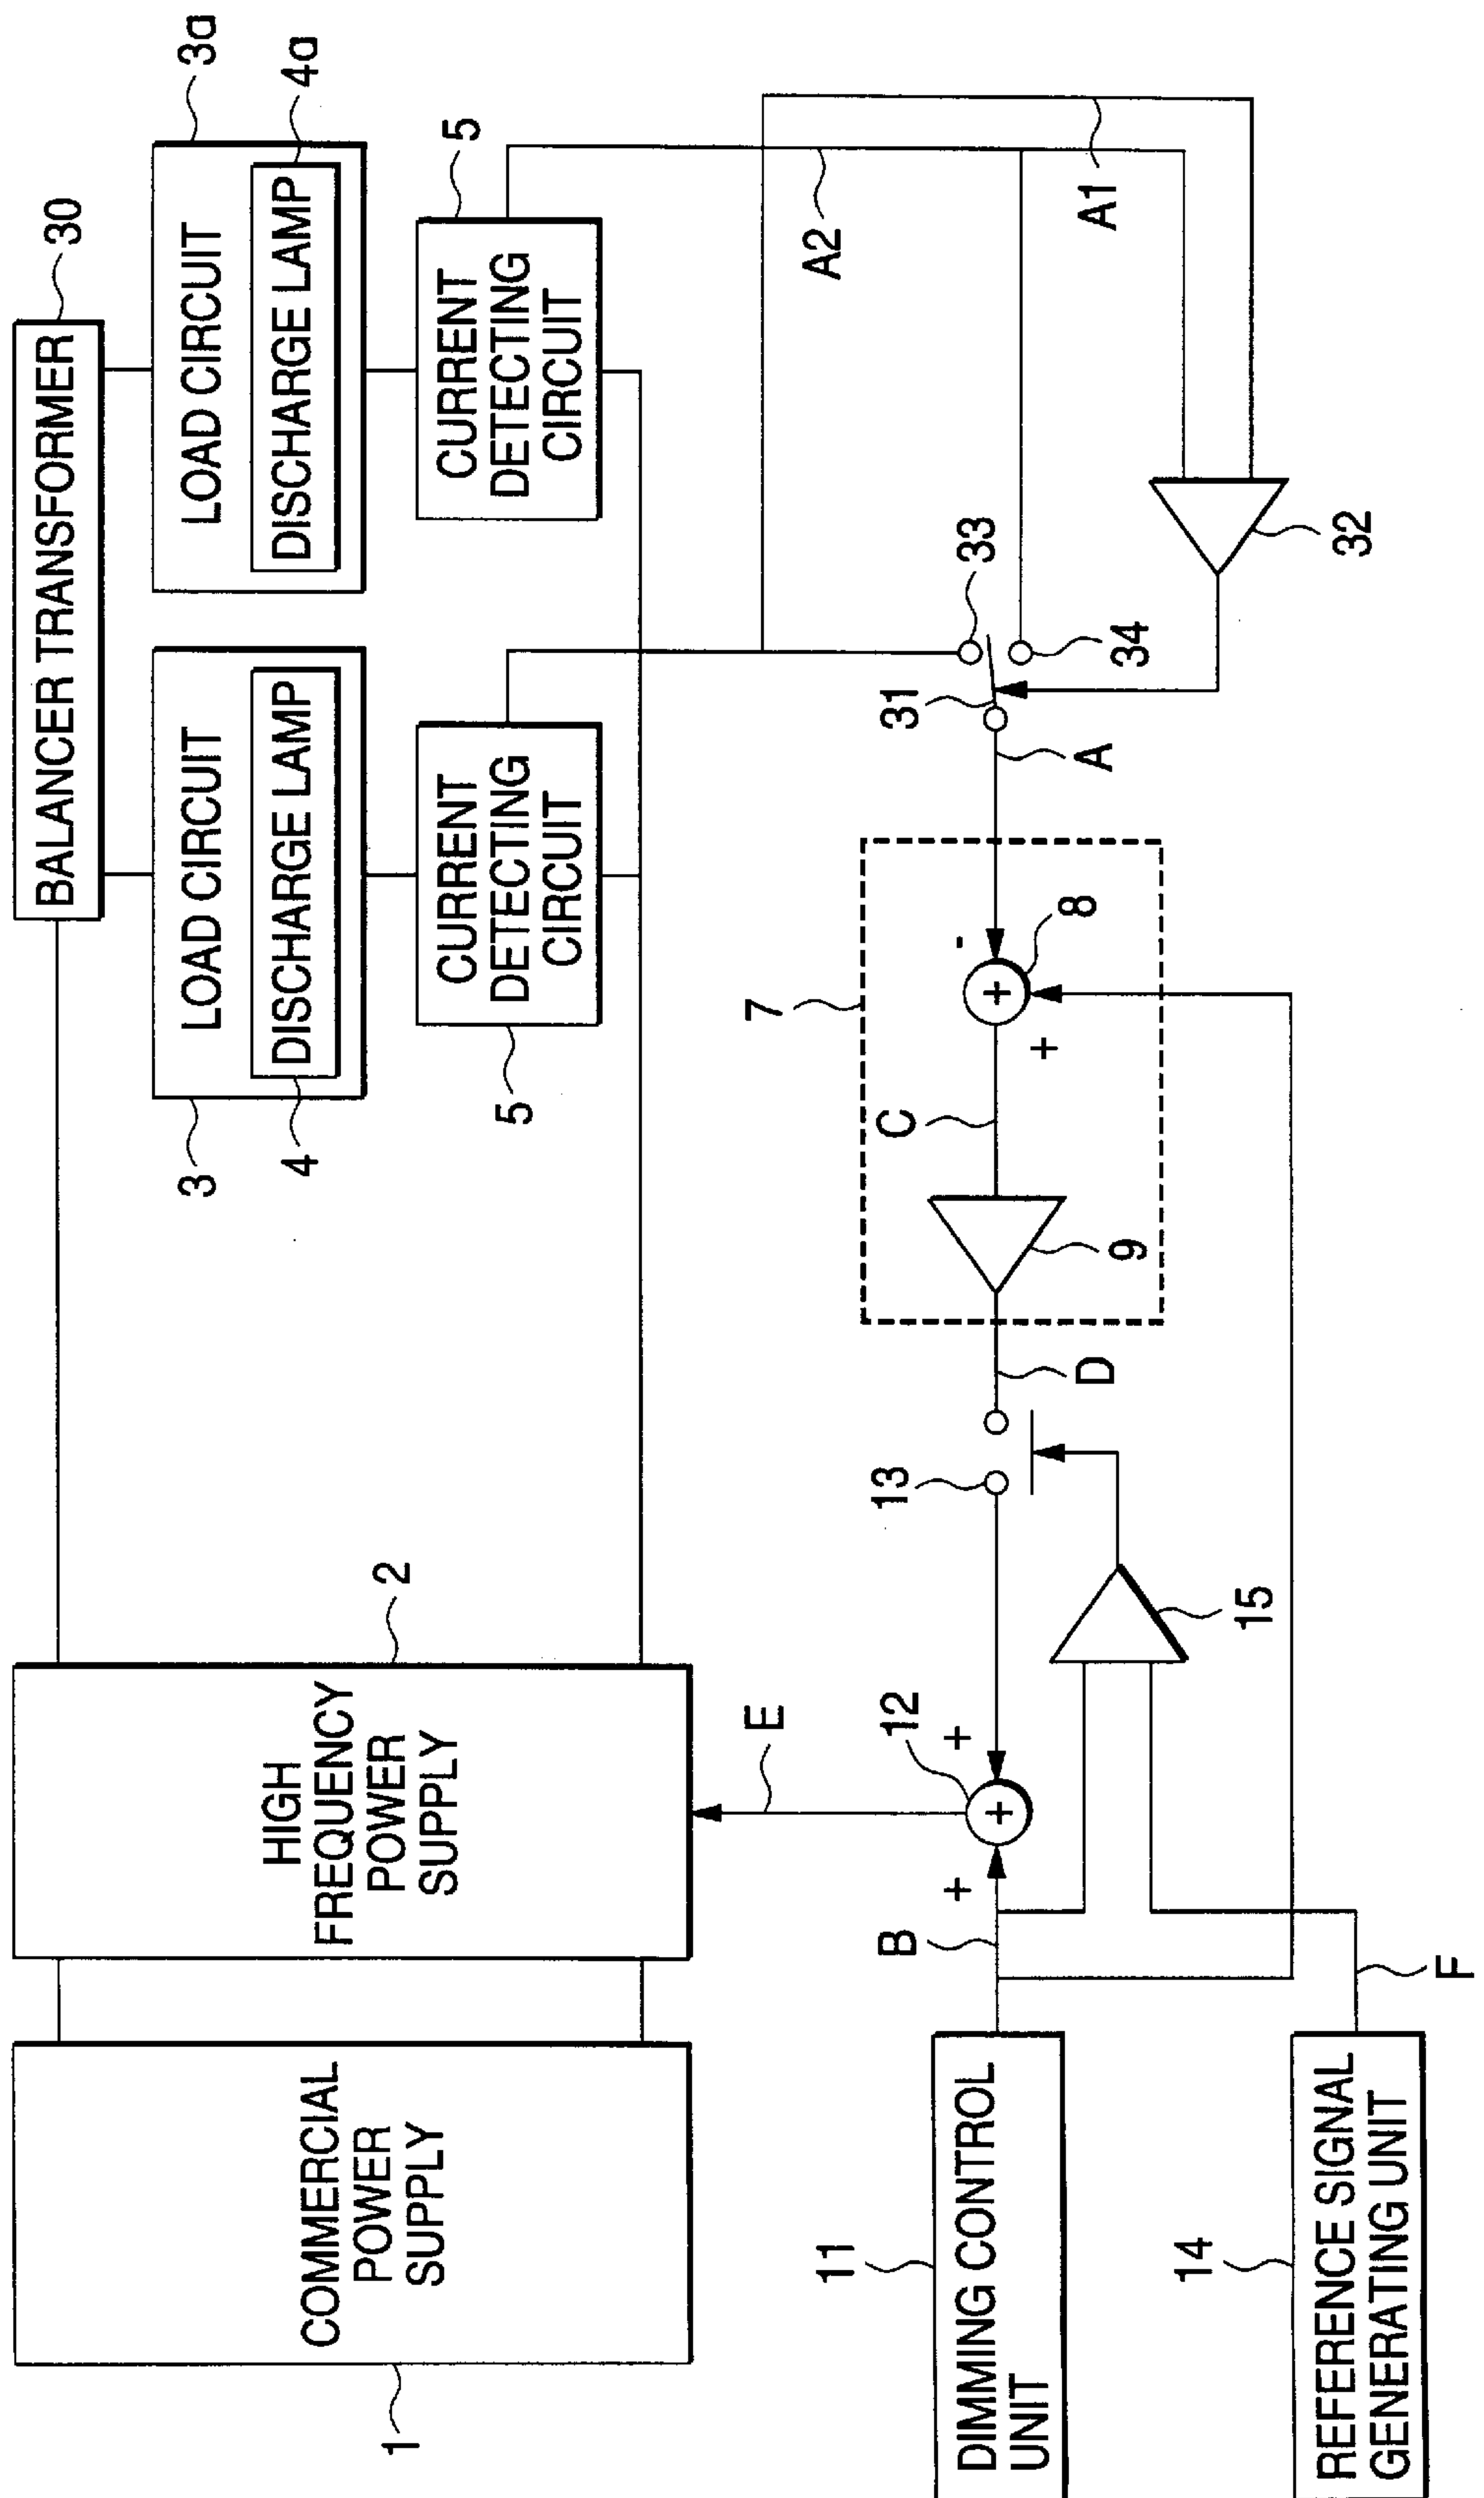 BALANCER TRANSFORMER
30
3a
LOAD CIRCUIT
DISCHARGE LAMP
4a
3
LOAD CIRCUIT
DISCHARGE LAMP
4
CURRENT
DETECTING
CIRCUIT
5
CURRENT
DETECTING
CIRCUIT
5
1
COMMERCIAL
POWER
SUPPLY
HIGH
FREQUENCY
POWER
SUPPLY
2
E
A2
A1
33
34
31
A
32
7
-
8
+
+
C
9
D
13
15
12
+
+
+
B
11
DIMMING CONTROL
UNIT
14
REFERENCE SIGNAL
GENERATING UNIT
F